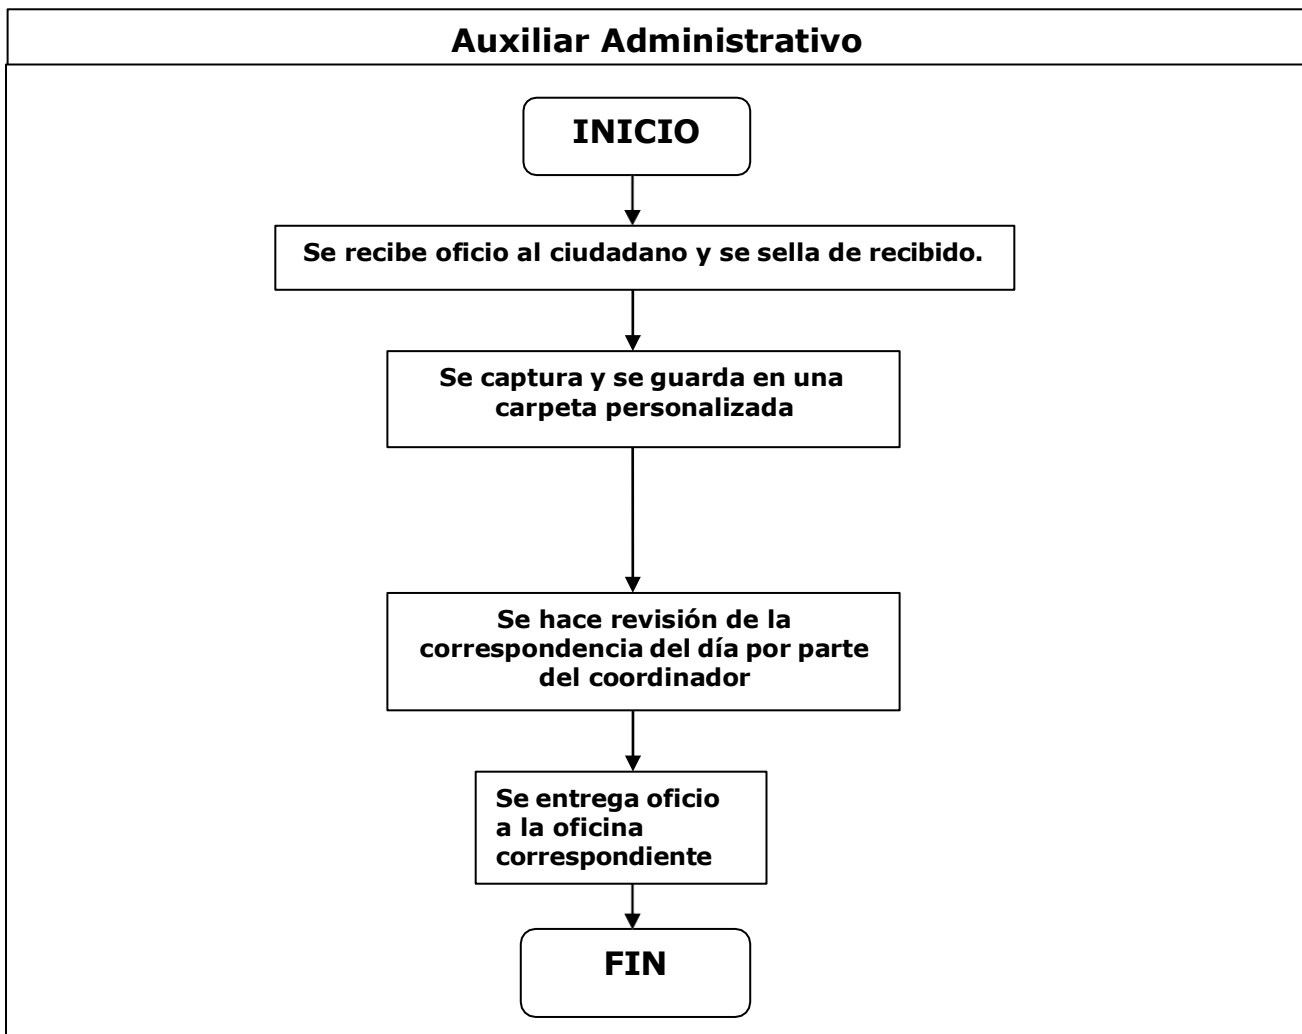 Auxiliar Administrativo
INICIO
Se recibe oficio al ciudadano y se sella de recibido.
Se captura y se guarda en una
carpeta personalizada
Se hace revisión de la
correspondencia del día por parte
del coordinador
Se entrega oficio
a la oficina
correspondiente
FIN